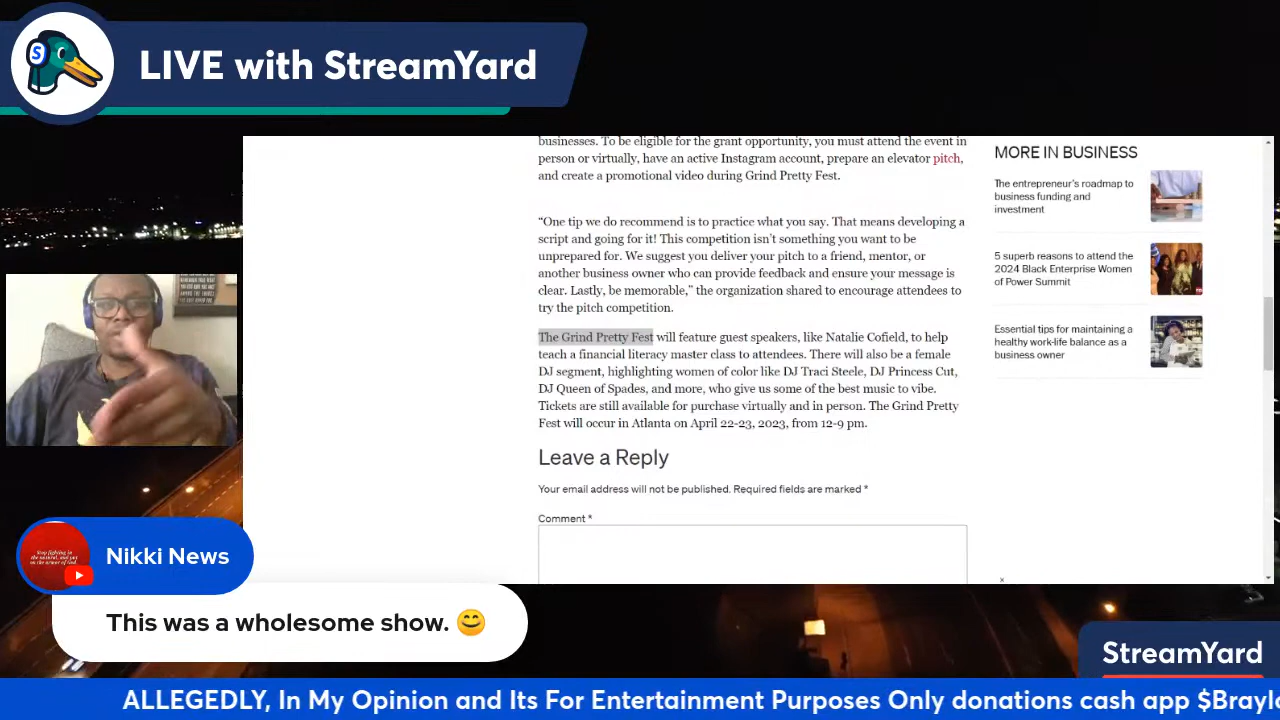 LIVE with StreamYard
businesses. To be eligible for the grant opportunity, you must attend the event in
person or virtually, have an active Instagram account, prepare an elevator pitch,
and create a promotional video during Grind Pretty Fest.
“One tip we do recommend is to practice what you say. That means developing a
script and going for it! This competition isn’t something you want to be
unprepared for. We suggest you deliver your pitch to a friend, mentor, or
another business owner who can provide feedback and ensure your message is
clear. Lastly, be memorable,” the organization shared to encourage attendees to
try the pitch competition.
The Grind Pretty Fest will feature guest speakers, like Natalie Cofield, to help
teach a financial literacy master class to attendees. There will also be a female
DJ segment, highlighting women of color like DJ Traci Steele, DJ Princess Cut,
DJ Queen of Spades, and more, who give us some of the best music to vibe.
Tickets are still available for purchase virtually and in person. The Grind Pretty
Fest will occur in Atlanta on April 22-23, 2023, from 12-9 pm.
Leave a Reply
Your email address will not be published. Required fields are marked *
Comment *
MORE IN BUSINESS
The entrepreneur’s roadmap to
business funding and
investment
5 superb reasons to attend the
2024 Black Enterprise Women
of Power Summit
Essential tips for maintaining a
healthy work-life balance as a
business owner
Stop fighting in
the natural, and put
on the armor of God.
Nikki News
This was a wholesome show. 😊
StreamYard
ALLEGEDLY, In My Opinion and Its For Entertainment Purposes Only donations cash app $Brayl